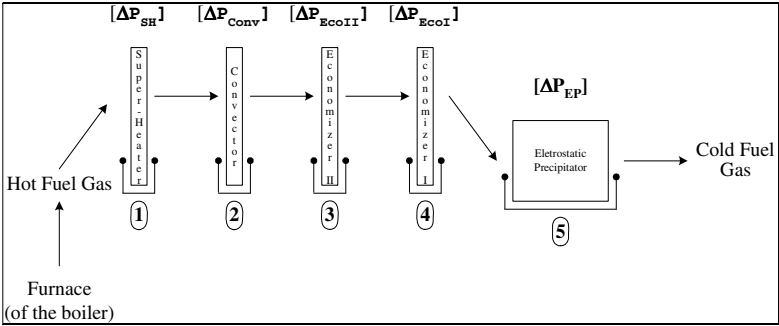 [ΔP_SH] [ΔP_Conv] [ΔP_EcoII] [ΔP_EcoI]
Super-Heater
Convector
Economizer II
Economizer I
[ΔP_EP]
Eletrostatic
Precipitator
Hot Fuel Gas
Cold Fuel
Gas
1 2 3 4
5
Furnace
(of the boiler)